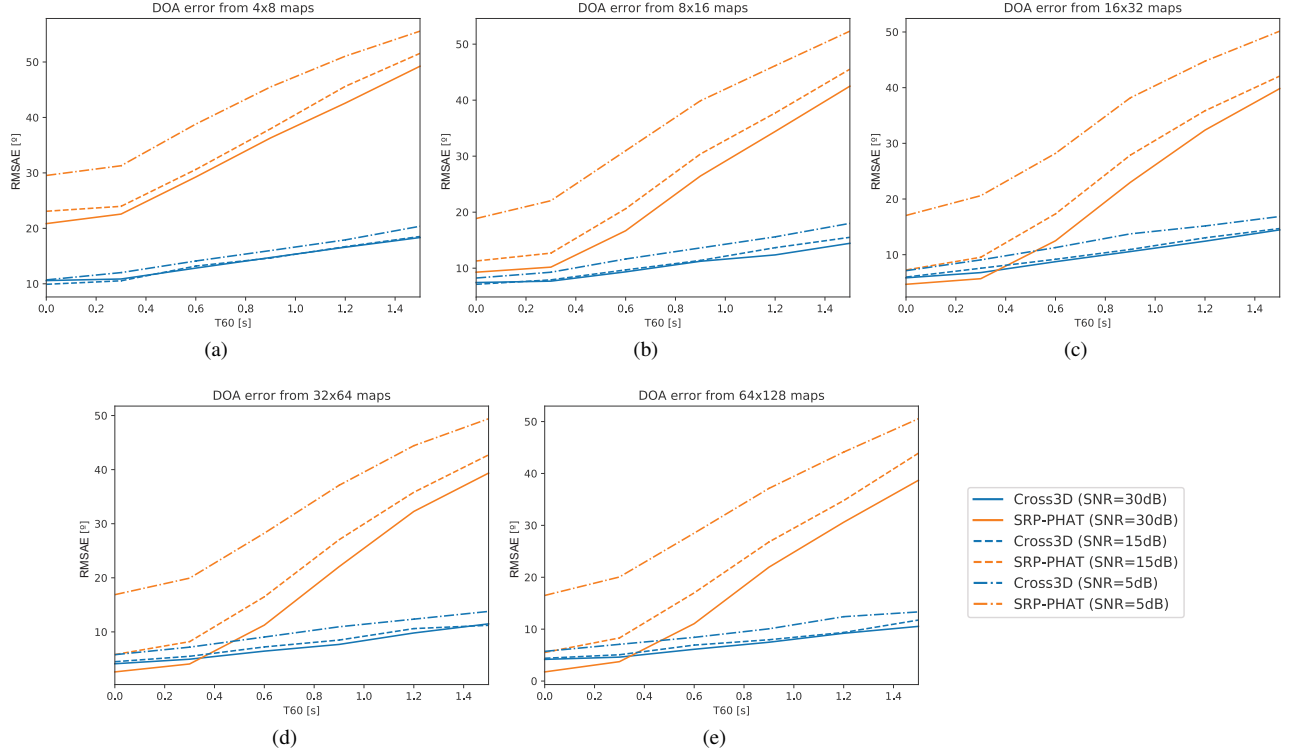 DOA error from 4x8 maps
RMSAE [º]
50
40
30
20
10
0.0 0.2 0.4 0.6 0.8 1.0 1.2 1.4
T60 [s]
(a)
DOA error from 8x16 maps
RMSAE [º]
50
40
30
20
10
0.0 0.2 0.4 0.6 0.8 1.0 1.2 1.4
T60 [s]
(b)
DOA error from 16x32 maps
RMSAE [º]
50
40
30
20
10
0.0 0.2 0.4 0.6 0.8 1.0 1.2 1.4
T60 [s]
(c)
DOA error from 32x64 maps
RMSAE [º]
50
40
30
20
10
0.0 0.2 0.4 0.6 0.8 1.0 1.2 1.4
T60 [s]
(d)
DOA error from 64x128 maps
RMSAE [º]
50
40
30
20
10
0
0.0 0.2 0.4 0.6 0.8 1.0 1.2 1.4
T60 [s]
(e)
Cross3D (SNR=30dB)
SRP-PHAT (SNR=30dB)
Cross3D (SNR=15dB)
SRP-PHAT (SNR=15dB)
Cross3D (SNR=5dB)
SRP-PHAT (SNR=5dB)